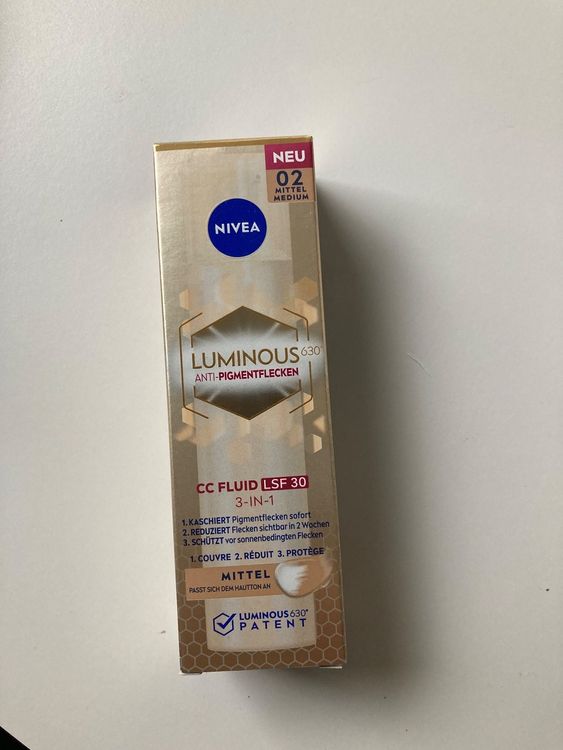 NEU
02
MITTEL
MEDIUM
NIVEA
LUMINOUS630
ANTI-PIGMENTFLECKEN
CC FLUID LSF 30
3-IN-1
1. KASCHIERT Pigmentflecken sofort
2. REDUZIERT Flecken sichtbar in 2 Wochen
3. SCHÜTZT vor sonnenbedingten Flecken
1. COUVRE 2. RÉDUIT 3. PROTÈGE
MITTEL
PASST SICH DEM HAUTTON AN
LUMINOUS630®
PATENT